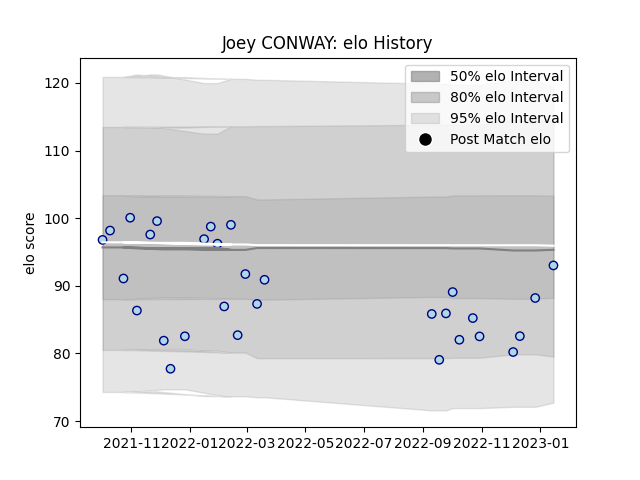 Joey CONWAY: elo History
50% elo Interval
80% elo Interval
95% elo Interval
Post Match elo
elo score
120
110
100
90
80
70
2021-11
2022-01
2022-03
2022-05
2022-07
2022-09
2022-11
2023-01